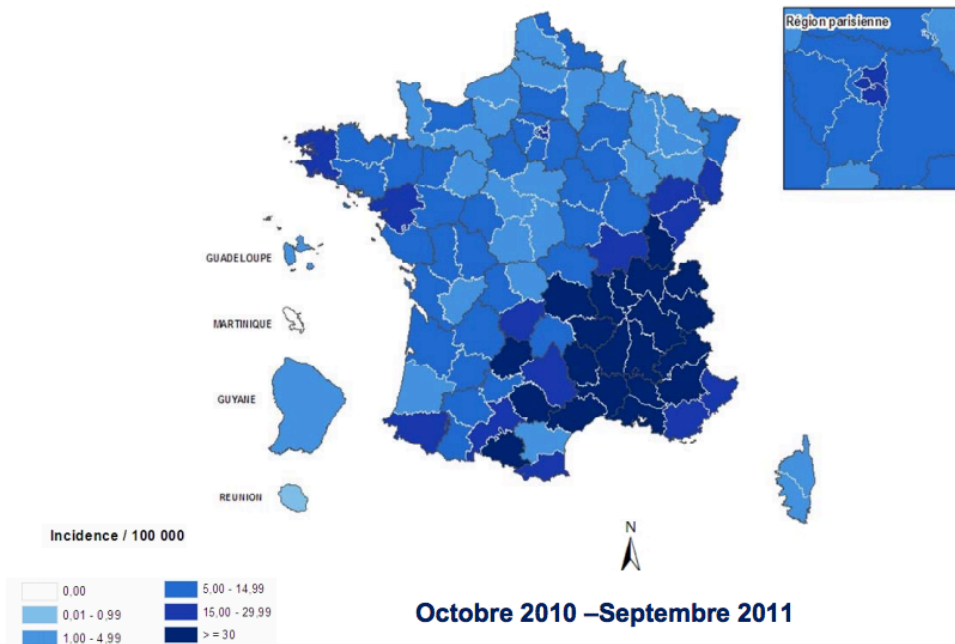 Région parisienne
GUADELOUPE
MARTINIQUE
GUYANE
REUNION
N
Incidence / 100 000
0,00
0,01 - 0,99
1,00 - 4,99
5,00 - 14,99
15,00 - 29,99
> = 30
Octobre 2010 –Septembre 2011